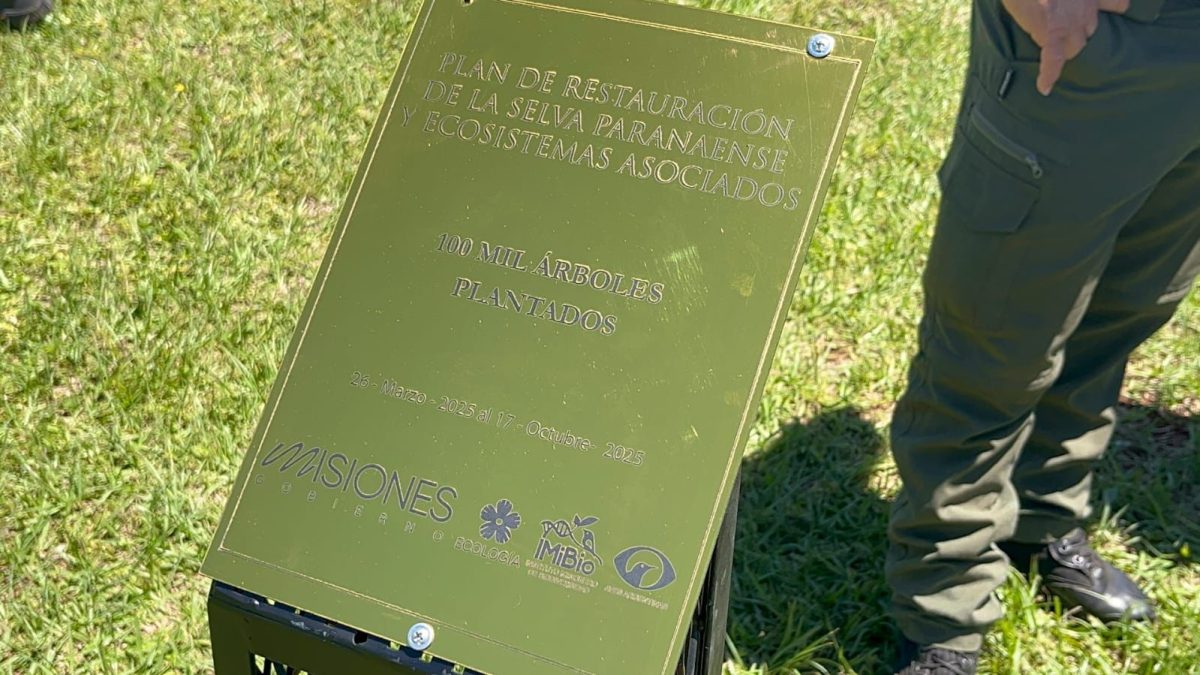 PLAN DE RESTAURACIÓN
DE LA SELVA PARANAENSE
Y ECOSISTEMAS ASOCIADOS
100 MIL ÁRBOLES
PLANTADOS
26 - Marzo - 2025 al 17 - Octubre- 2025
MISIONES
GOBIERNO
ECOLOGÍA
IMiBio